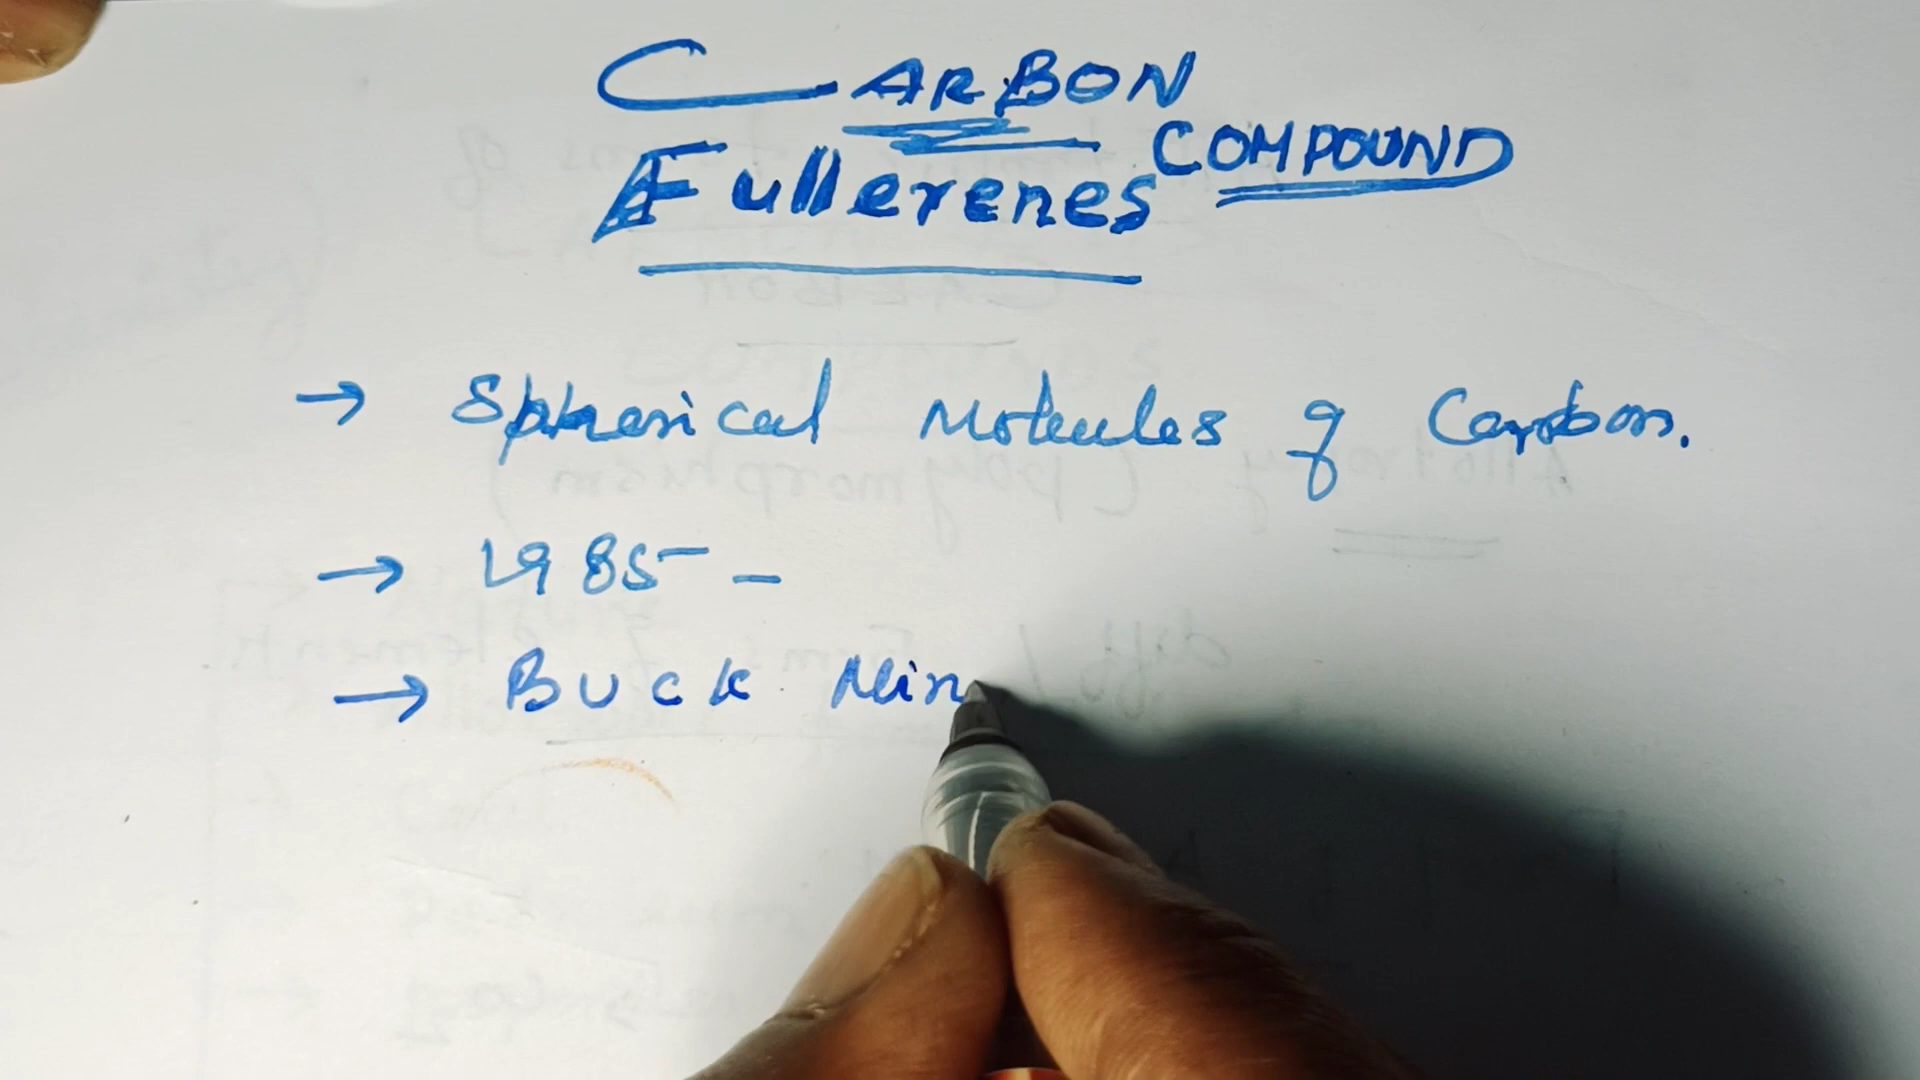 CARBON
COMPOUND
Fullerenes
→ Spherical Molecules of Carbon.
→ 1985 -
→ Buck Min